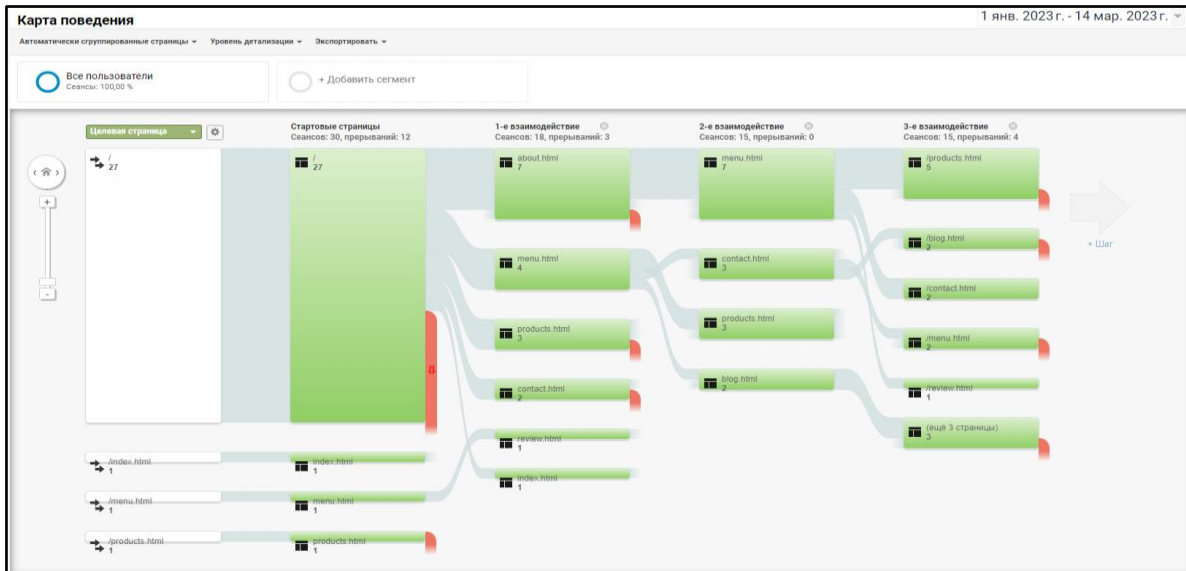 Карта поведения
1 янв. 2023 г. - 14 мар. 2023 г.
Автоматически сгруппированные страницы
Уровень детализации
Экспортировать
Все пользователи
Сеансы: 100,00 %
+ Добавить сегмент
Целевая страница
Стартовые страницы
Сеансов: 30, прерываний: 12
1-е взаимодействие
Сеансов: 18, прерываний: 3
2-е взаимодействие
Сеансов: 15, прерываний: 0
3-е взаимодействие
Сеансов: 15, прерываний: 4
/
27
/index.html
1
/menu.html
1
/products.html
1
/
27
index.html
1
menu.html
1
products.html
1
about.html
7
menu.html
4
products.html
3
contact.html
2
review.html
1
index.html
1
menu.html
7
contact.html
3
products.html
3
blog.html
2
/products.html
5
/blog.html
2
/contact.html
2
/menu.html
2
/review.html
1
(ещё 3 страницы)
3
+ Шаг